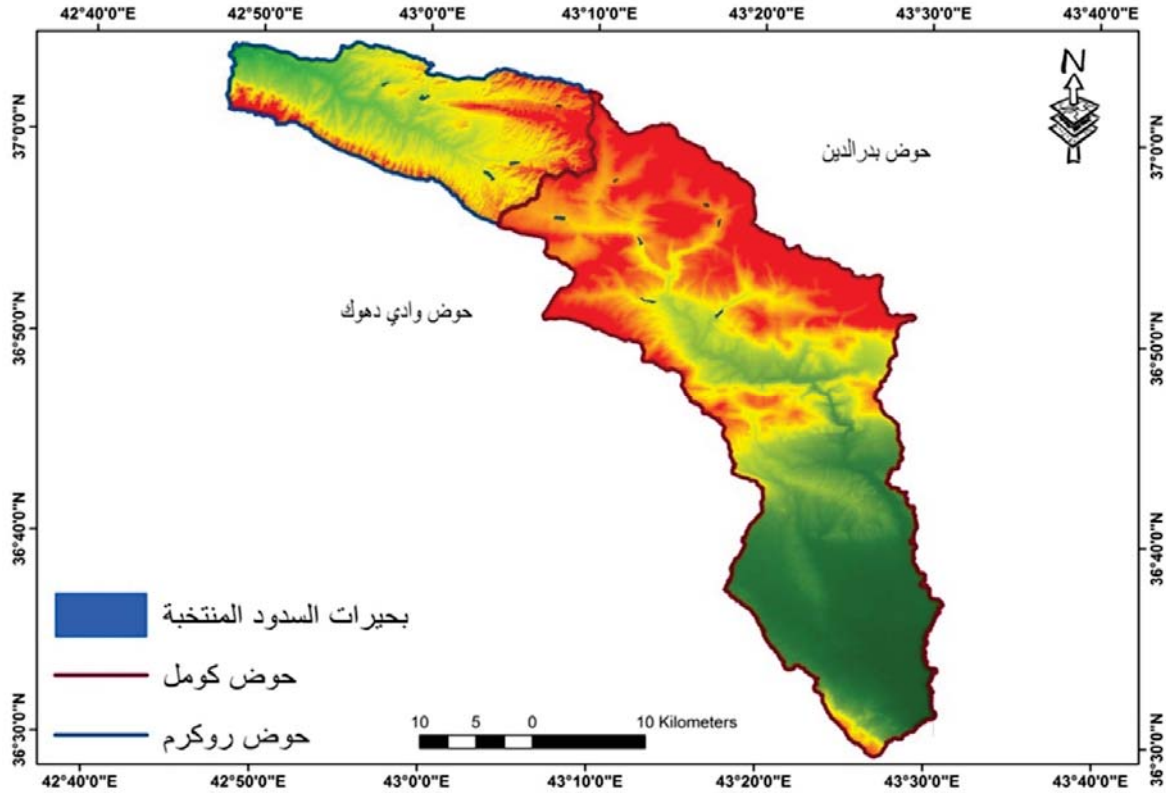 42°40'0"E 42°50'0"E 43°0'0"E 43°10'0"E 43°20'0"E 43°30'0"E 43°40'0"E
N
37°0'0"N
37°0'0"N
حوض بدرالدين
حوض وادي دهوك
36°50'0"N
36°50'0"N
36°40'0"N
36°40'0"N
بحيرات السدود المنتخبة
حوض كومل
حوض روكرم
10 5 0 10 Kilometers
36°30'0"N
36°30'0"N
42°40'0"E 42°50'0"E 43°0'0"E 43°10'0"E 43°20'0"E 43°30'0"E 43°40'0"E